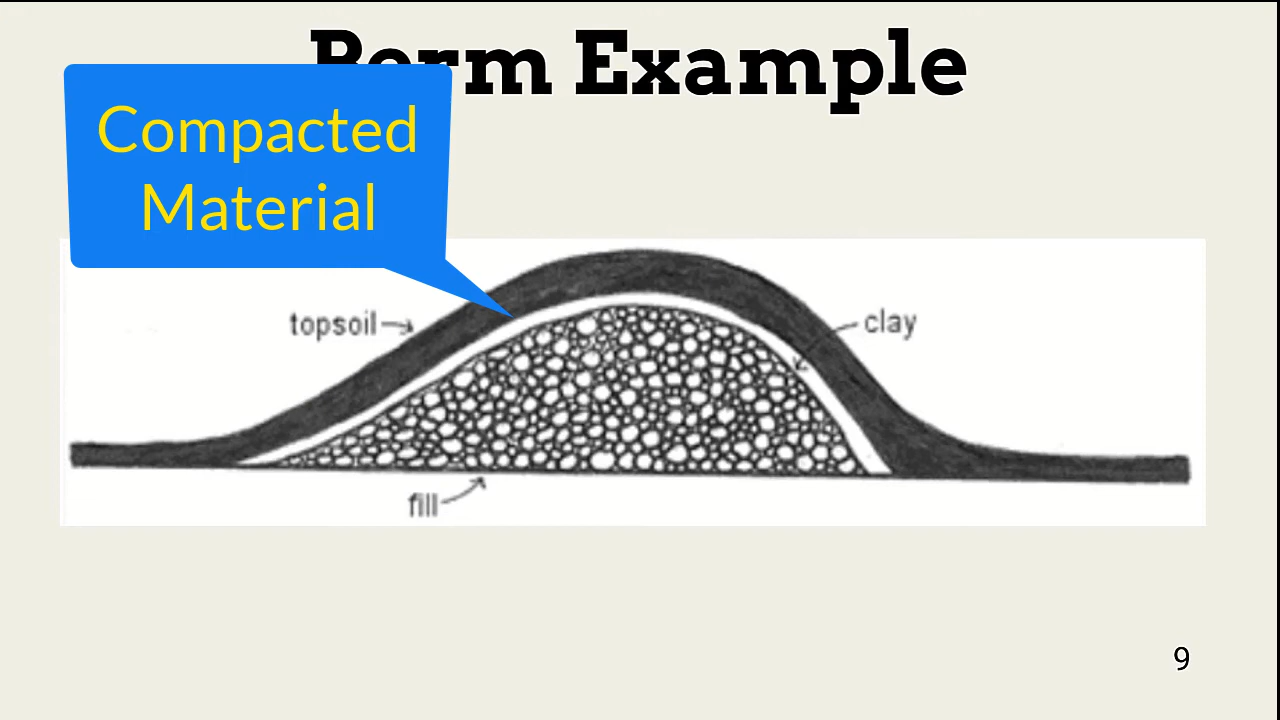 Berm Example
Compacted
Material
topsoil
clay
fill
9